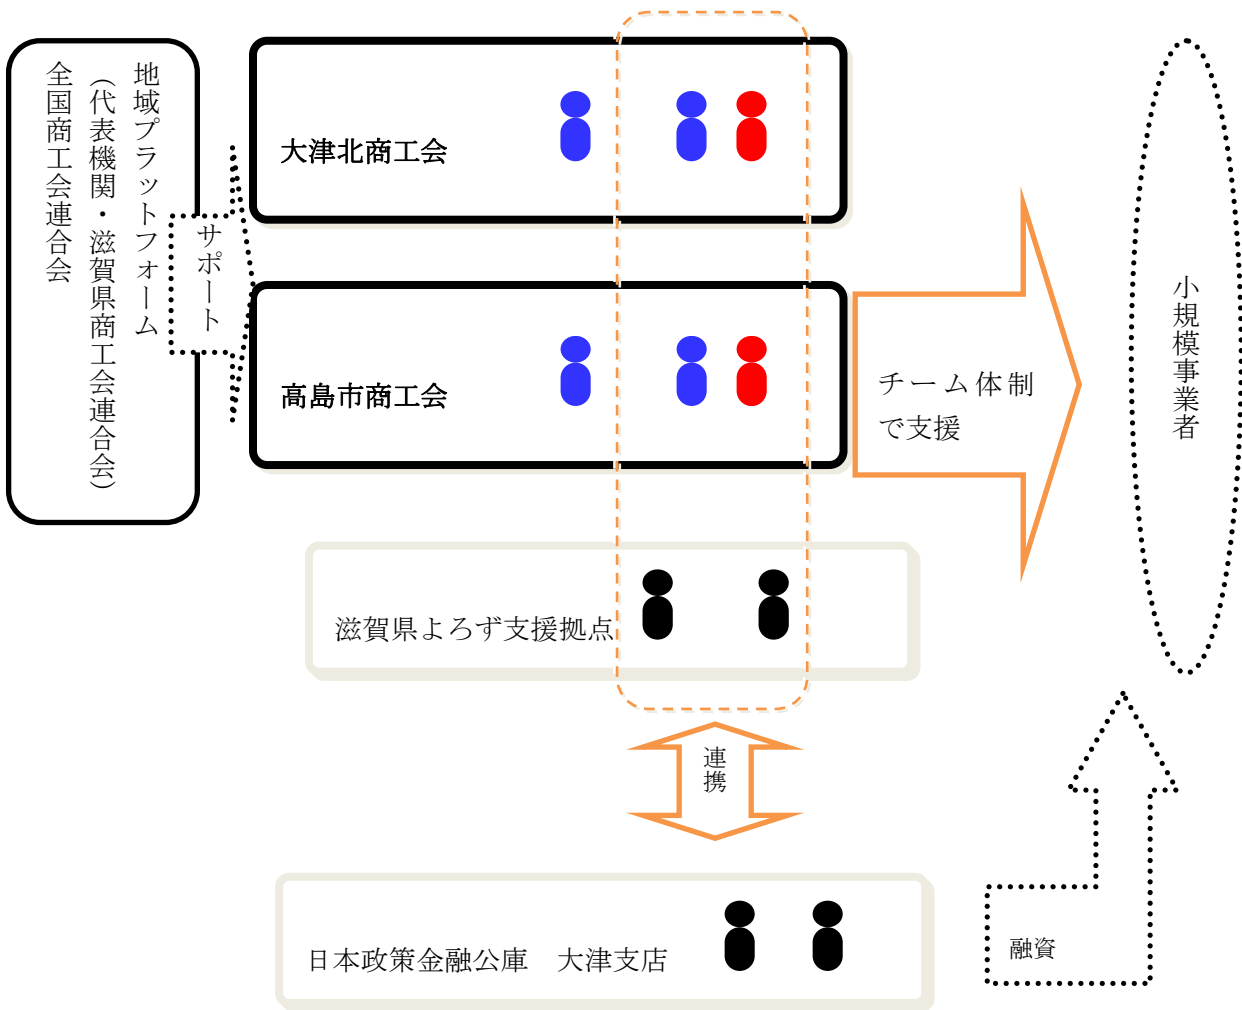 地域プラットフォーム
（代表機関・滋賀県商工会連合会）
全国商工会連合会
サポート
大津北商工会
高島市商工会
チーム体制
で支援
小規模事業者
滋賀県よろず支援拠点
連携
日本政策金融公庫　大津支店
融資